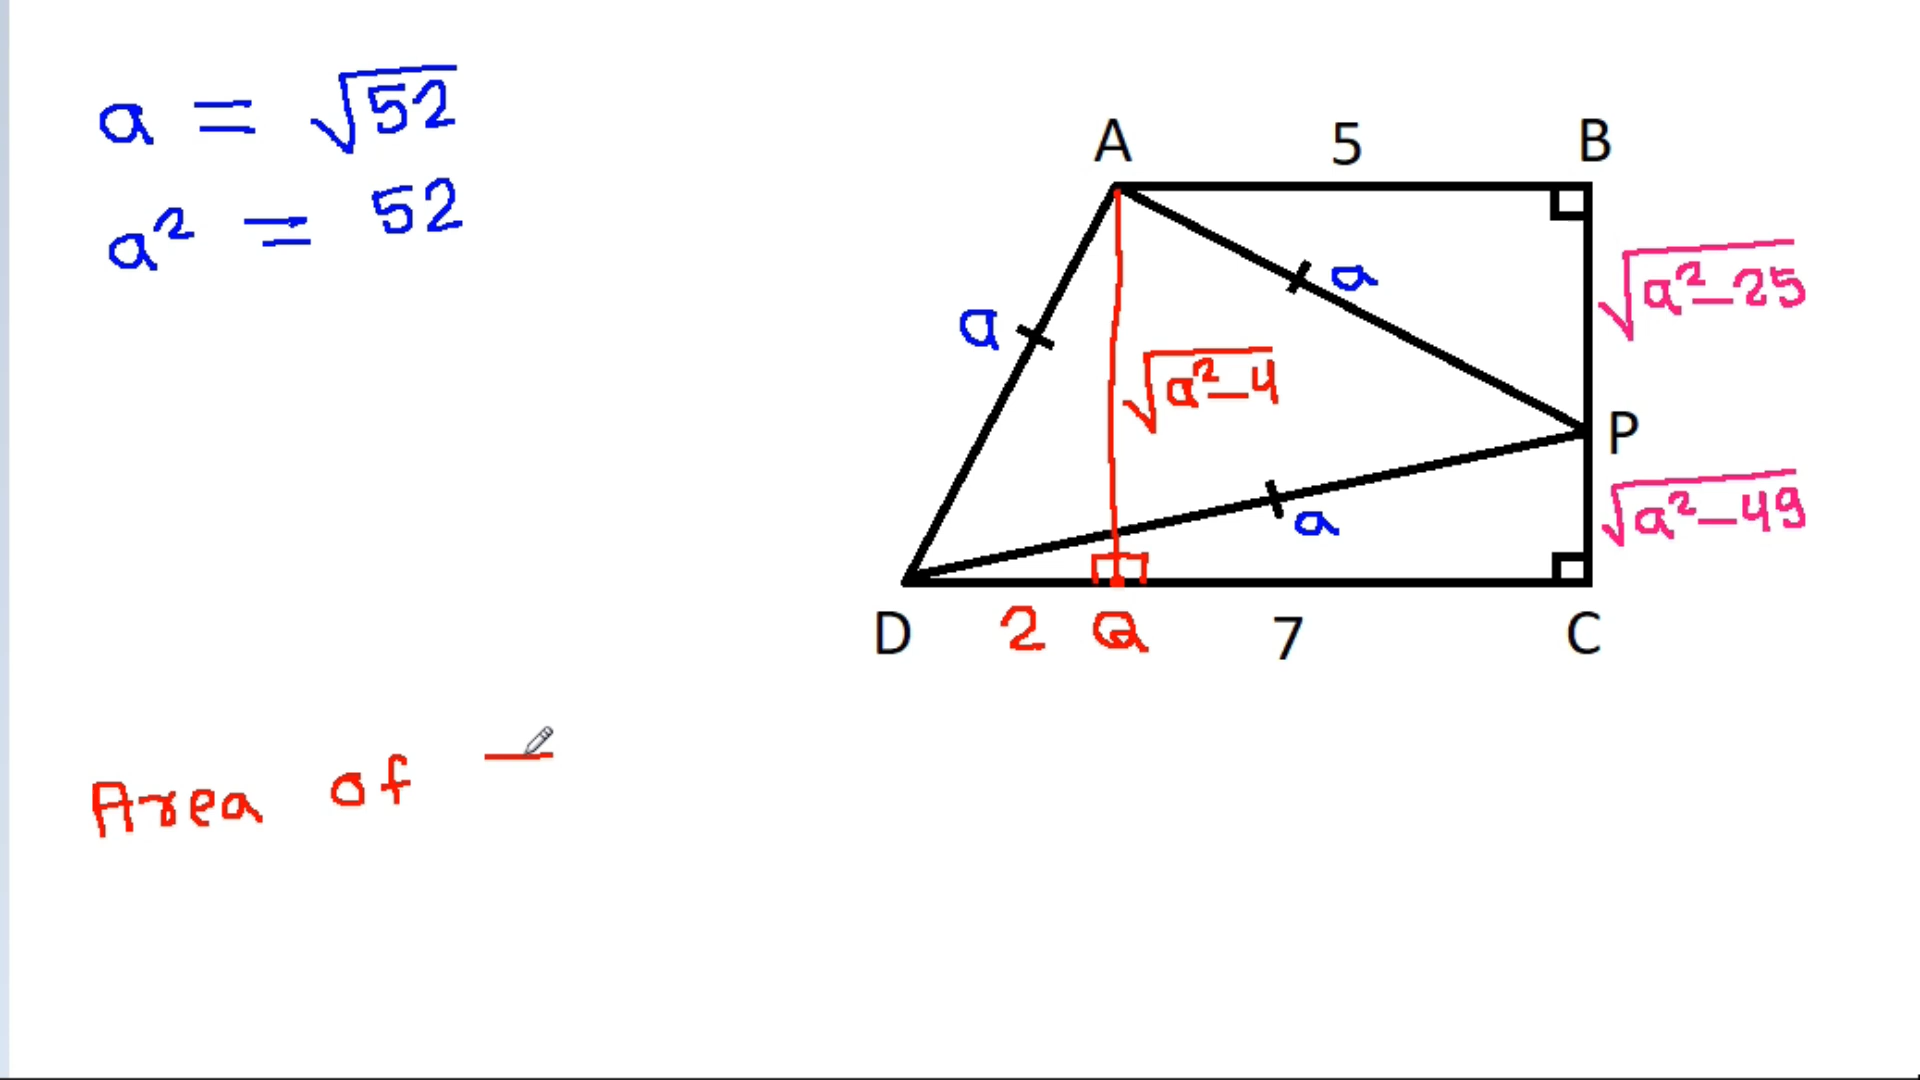 a = √52
a² = 52
A 5 B
a a √a²-25
√a²-4
P
a √a²-49
D 2 Q 7 C
Area of